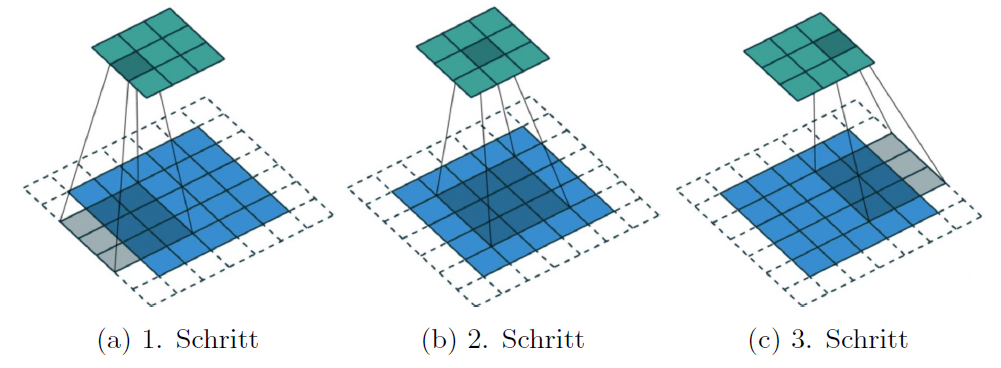 (a) 1. Schritt
(b) 2. Schritt
(c) 3. Schritt